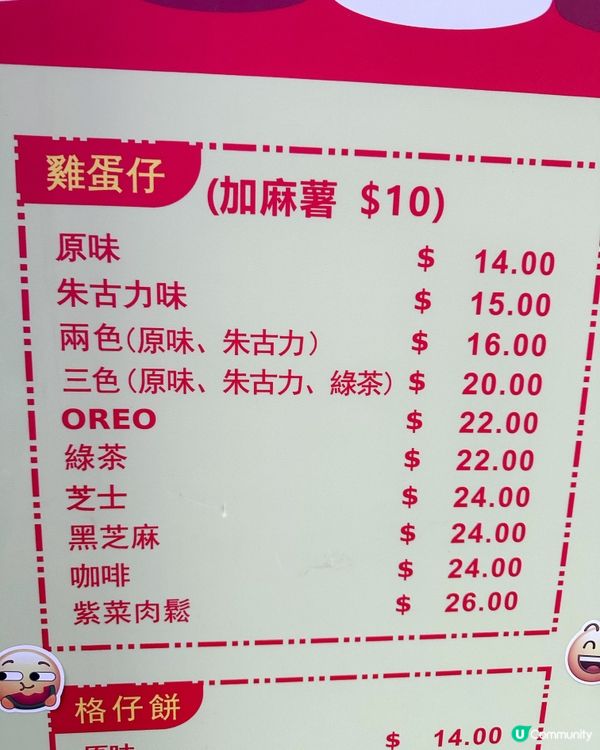 雞蛋仔 (加麻薯 $10)
原味 $ 14.00
朱古力味 $ 15.00
兩色(原味、朱古力) $ 16.00
三色(原味、朱古力、綠茶) $ 20.00
OREO $ 22.00
綠茶 $ 22.00
芝士 $ 24.00
黑芝麻 $ 24.00
咖啡 $ 24.00
紫菜肉鬆 $ 26.00
格仔餅
原味 $ 14.00
U Community